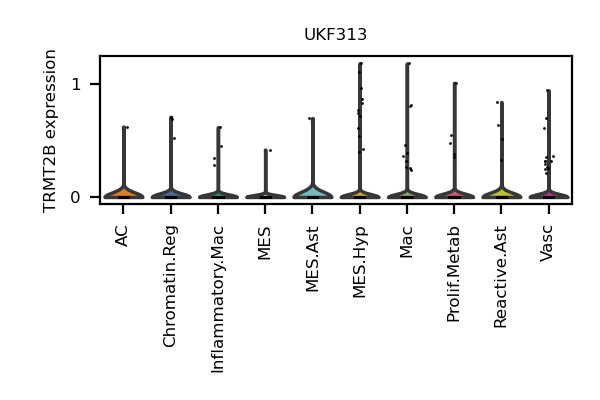 UKF313
TRMT2B expression
1
0
AC
Chromatin.Reg
Inflammatory.Mac
MES
MES.Ast
MES.Hyp
Mac
Prolif.Metab
Reactive.Ast
Vasc